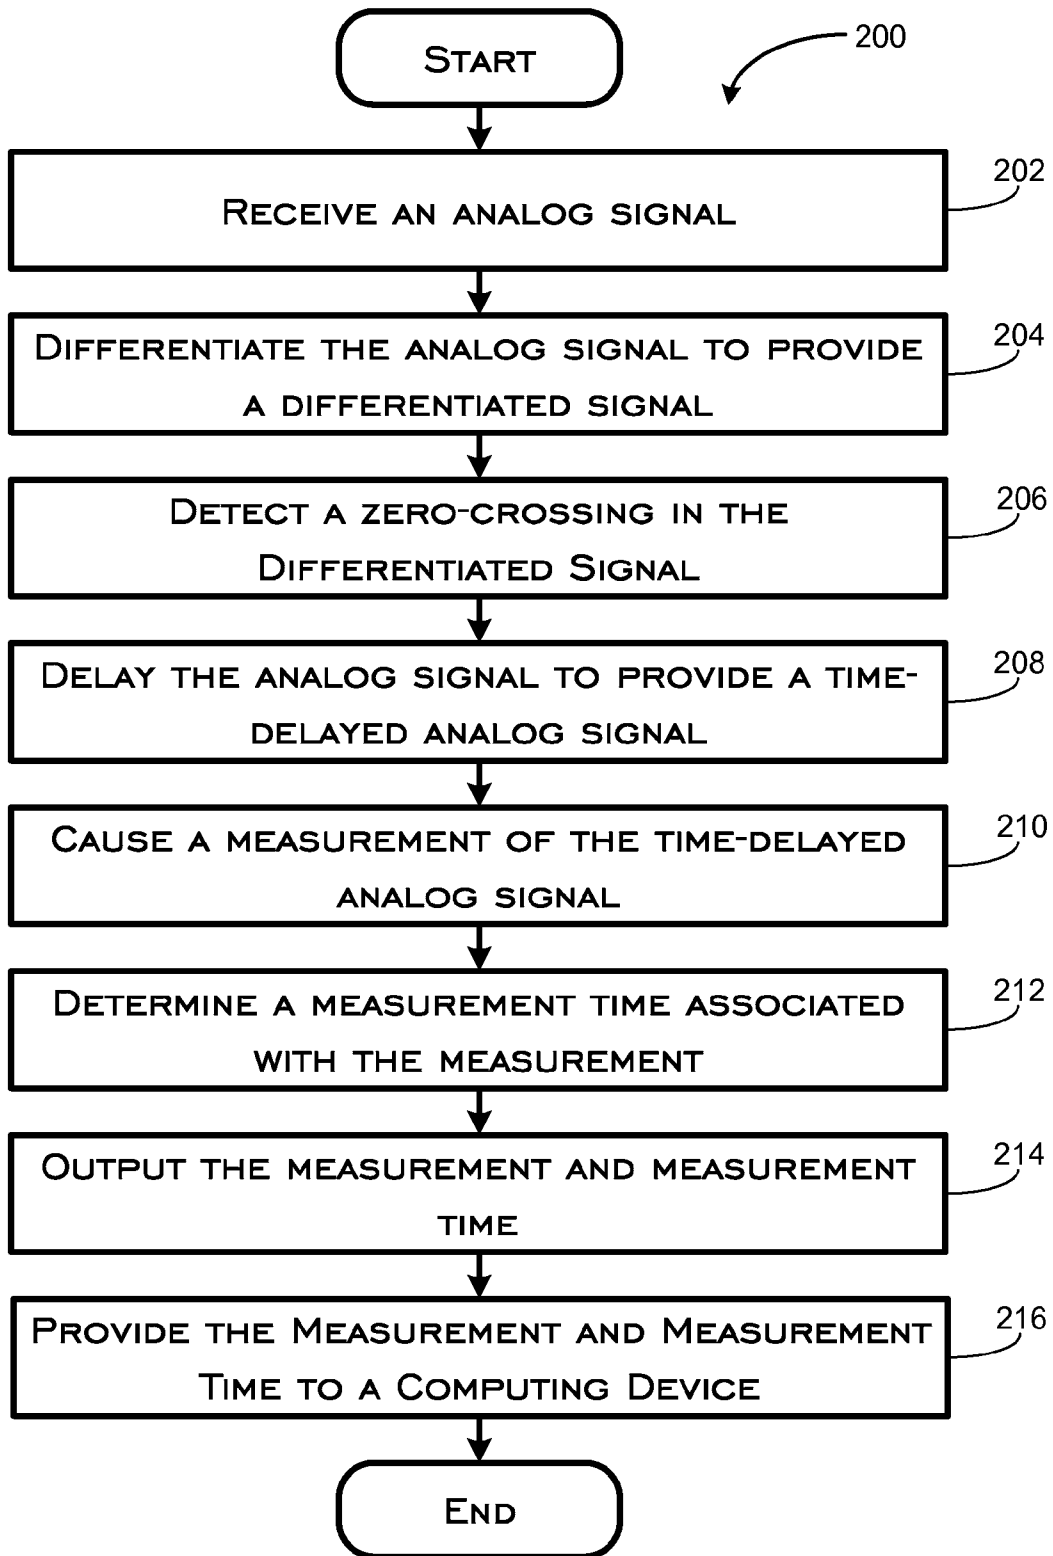 START
200
RECEIVE AN ANALOG SIGNAL
202
DIFFERENTIATE THE ANALOG SIGNAL TO PROVIDE
A DIFFERENTIATED SIGNAL
204
DETECT A ZERO-CROSSING IN THE
DIFFERENTIATED SIGNAL
206
DELAY THE ANALOG SIGNAL TO PROVIDE A TIME-
DELAYED ANALOG SIGNAL
208
CAUSE A MEASUREMENT OF THE TIME-DELAYED
ANALOG SIGNAL
210
DETERMINE A MEASUREMENT TIME ASSOCIATED
WITH THE MEASUREMENT
212
OUTPUT THE MEASUREMENT AND MEASUREMENT
TIME
214
PROVIDE THE MEASUREMENT AND MEASUREMENT
TIME TO A COMPUTING DEVICE
216
END